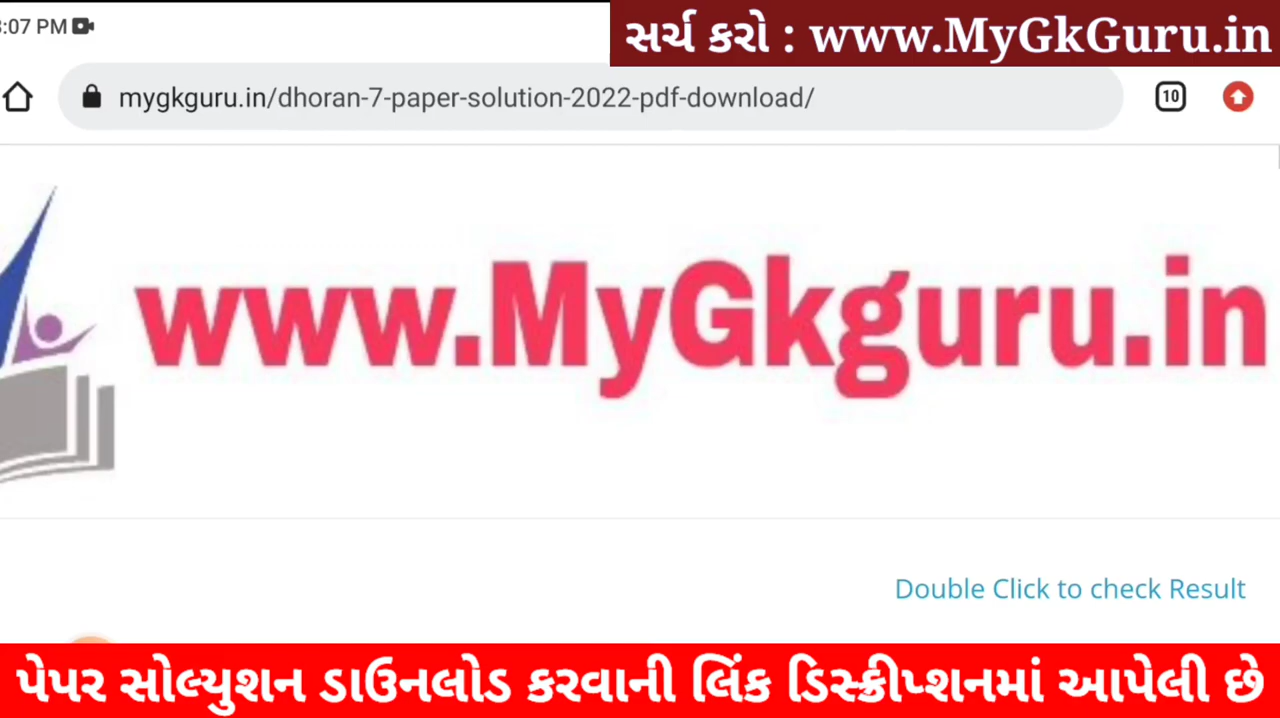 :07 PM
સર્ચ કરો : www.MyGkGuru.in
mygkguru.in/dhoran-7-paper-solution-2022-pdf-download/
10
www.MyGkguru.in
Double Click to check Result
પેપર સોલ્યુશન ડાઉનલોડ કરવાની લિંક ડિસ્ક્રીપ્શનમાં આપેલી છે